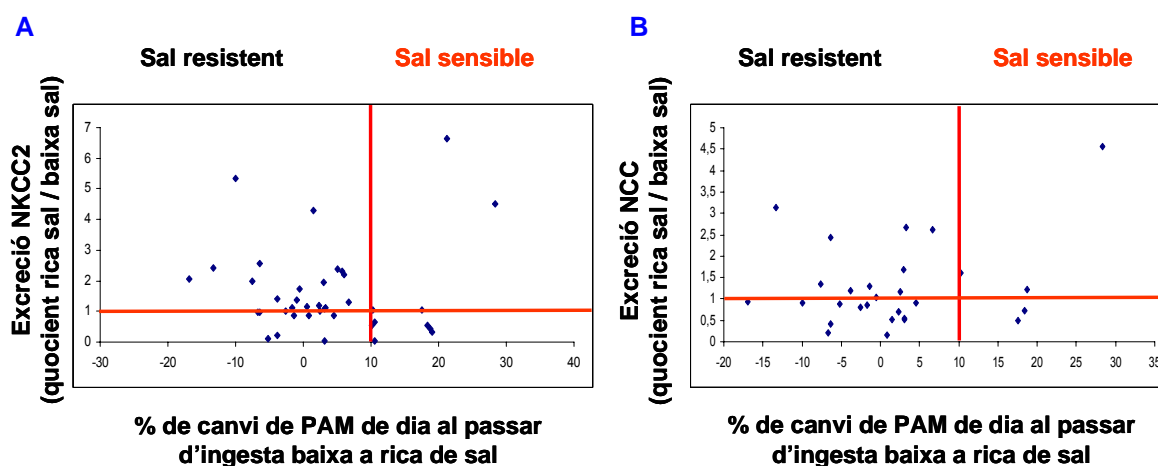 A
Sal resistent
Sal sensible
Excreció NKCC2
(quocient rica sal / baixa sal)
7
6
5
4
3
2
1
0
-30
-20
-10
0
10
20
30
40
% de canvi de PAM de dia al passar
d'ingesta baixa a rica de sal
B
Sal resistent
Sal sensible
Excreció NCC
(quocient rica sal / baixa sal)
5
4,5
4
3,5
3
2,5
2
1,5
1
0,5
0
-20
-15
-10
-5
0
5
10
15
20
25
30
35
% de canvi de PAM de dia al passar
d'ingesta baixa a rica de sal